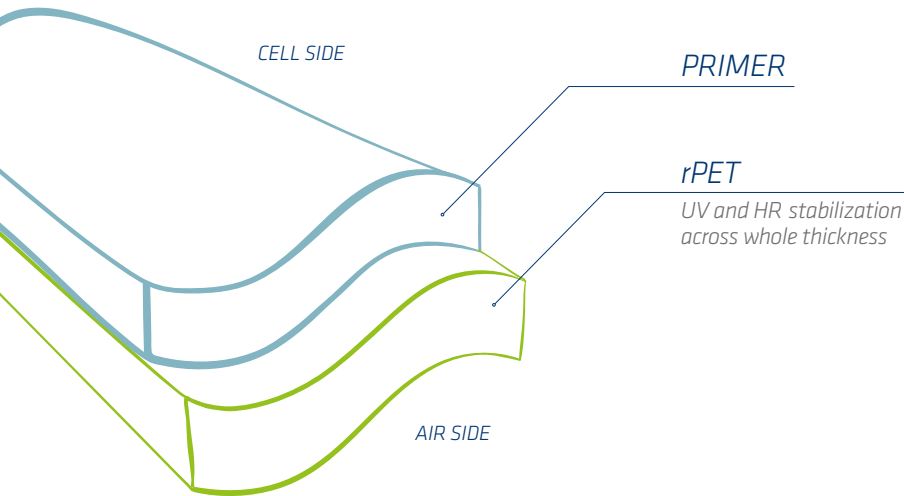 CELL SIDE
PRIMER
rPET
UV and HR stabilization
across whole thickness
AIR SIDE